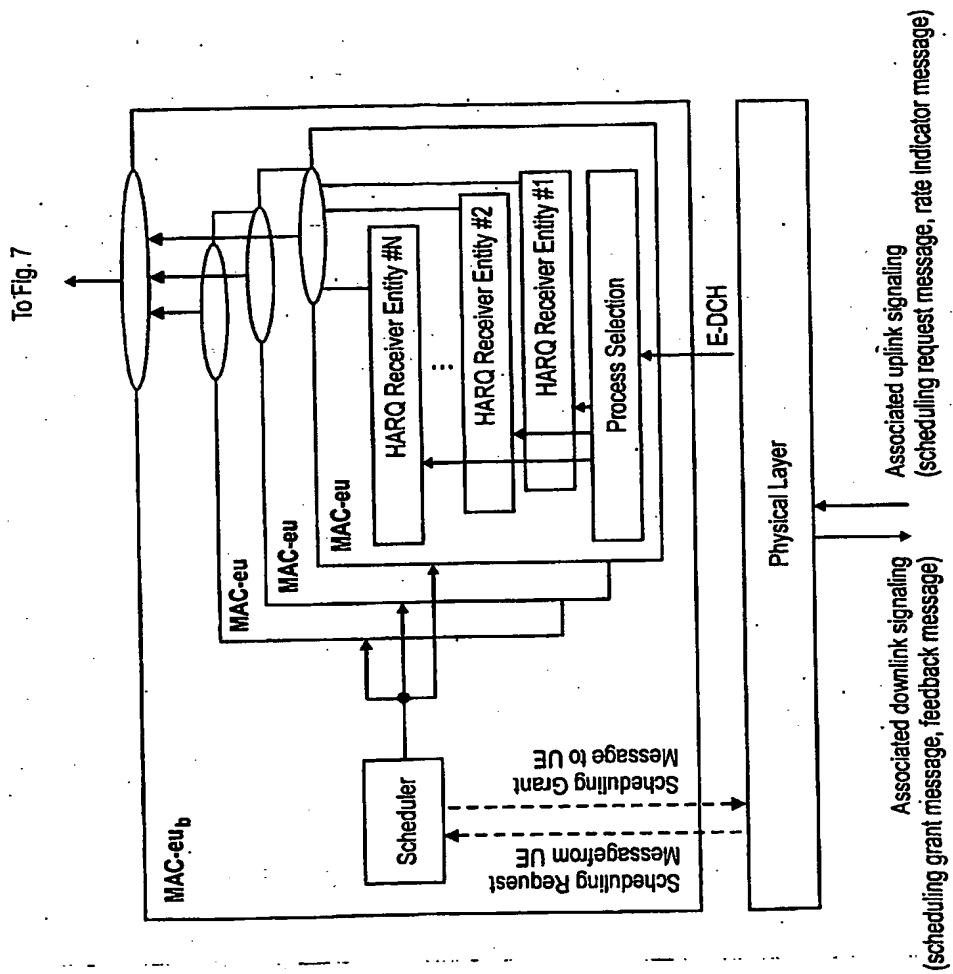 To Fig. 7
MAC-eu_b
MAC-eu
MAC-eu
MAC-eu
HARQ Receiver Entity #N
...
HARQ Receiver Entity #2
HARQ Receiver Entity #1
Process Selection
Scheduler
Scheduling Request
Messagefrom UE
Scheduling Grant
Message to UE
E-DCH
Physical Layer
Associated downlink signaling
(scheduling grant message, feedback message)
Associated uplink signaling
(scheduling request message, rate Indicator message)